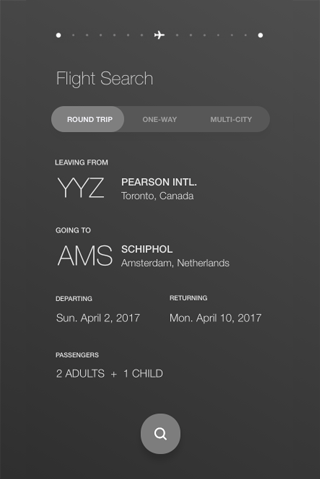 Flight Search
ROUND TRIP ONE-WAY MULTI-CITY
LEAVING FROM
YYZ PEARSON INTL.
Toronto, Canada
GOING TO
AMS SCHIPHOL
Amsterdam, Netherlands
DEPARTING RETURNING
Sun. April 2, 2017 Mon. April 10, 2017
PASSENGERS
2 ADULTS + 1 CHILD